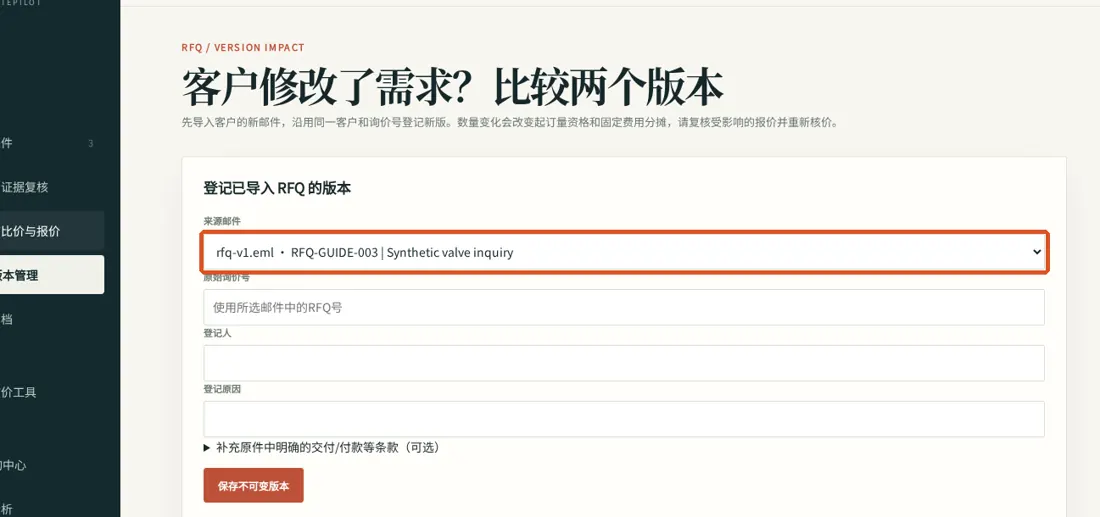 RFQ / VERSION IMPACT
客户修改了需求？比较两个版本
先导入客户的新邮件，沿用同一客户和询价号登记新版。数量变化会改变起订量资格和固定费用分摊，请复核受影响的报价并重新核价。
件 3
证据复核
比价与报价
版本管理
档
价工具
中心
析
登记已导入 RFQ 的版本
来源邮件
rfq-v1.eml · RFQ-GUIDE-003 | Synthetic valve inquiry
原始询价号
使用所选邮件中的RFQ号
登记人
登记原因
▶ 补充原件中明确的交付/付款等条款（可选）
保存不可变版本